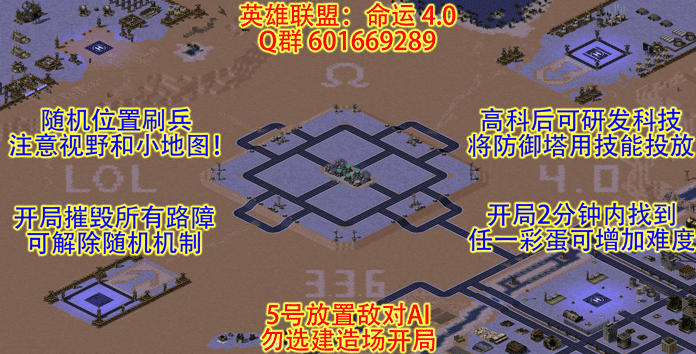 英雄联盟：命运 4.0
Q群 601669289
Ω
随机位置刷兵
注意视野和小地图！
高科后可研发科技
将防御塔用技能投放
LOL
4.0
开局摧毁所有路障
可解除随机机制
开局2分钟内找到
任一彩蛋可增加难度
3.3.6
5号放置敌对AI
勿选建造场开局